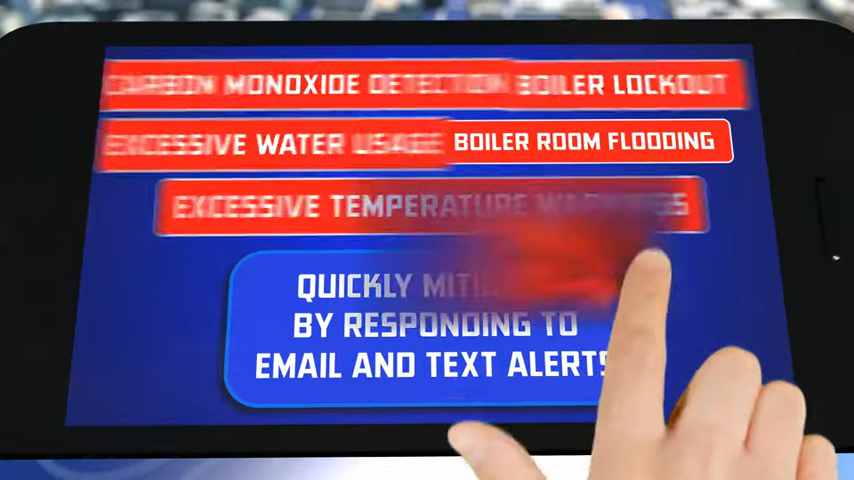 CARBON MONOXIDE DETECTION BOILER LOCKOUT
EXCESSIVE WATER USAGE BOILER ROOM FLOODING
EXCESSIVE TEMPERATURE
QUICKLY
BY RESPONDING TO
EMAIL AND TEXT ALERTS